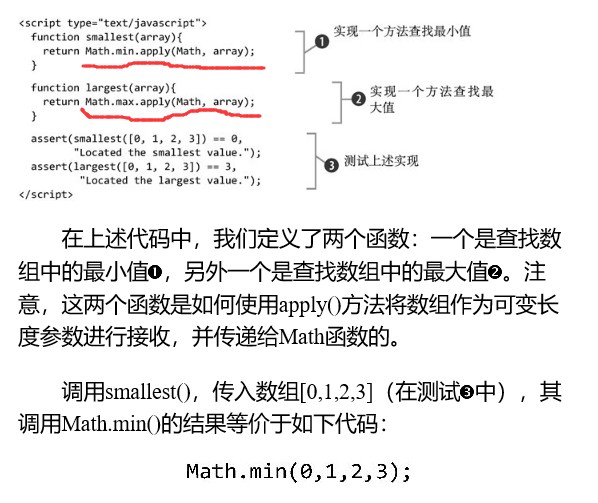 <script type="text/javascript">
function smallest(array){
return Math.min.apply(Math, array);
}
❶ 实现一个方法查找最小值
function largest(array){
return Math.max.apply(Math, array);
}
❷ 实现一个方法查找最
大值
assert(smallest([0, 1, 2, 3]) == 0,
"Located the smallest value.");
assert(largest([0, 1, 2, 3]) == 3,
"Located the largest value.");
❸ 测试上述实现
</script>
在上述代码中，我们定义了两个函数：一个是查找数
组中的最小值❶，另外一个是查找数组中的最大值❷。注
意，这两个函数是如何使用apply()方法将数组作为可变长
度参数进行接收，并传递给Math函数的。
调用smallest()，传入数组[0,1,2,3]（在测试❸中），其
调用Math.min()的结果等价于如下代码：
Math.min(0,1,2,3);